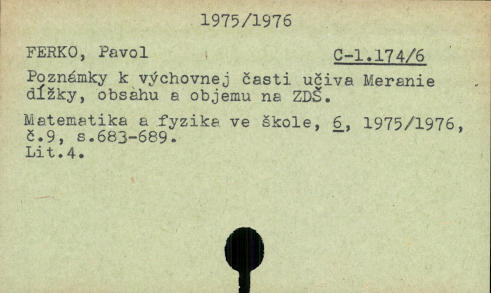 1975/1976
FERKO, Pavol C-1.174/6
Poznámky k výchovnej časti učiva Meranie
dĺžky, obsahu a objemu na ZDŠ.
Matematika a fyzika ve škole, 6, 1975/1976,
č.9, s.683-689.
Lit.4.